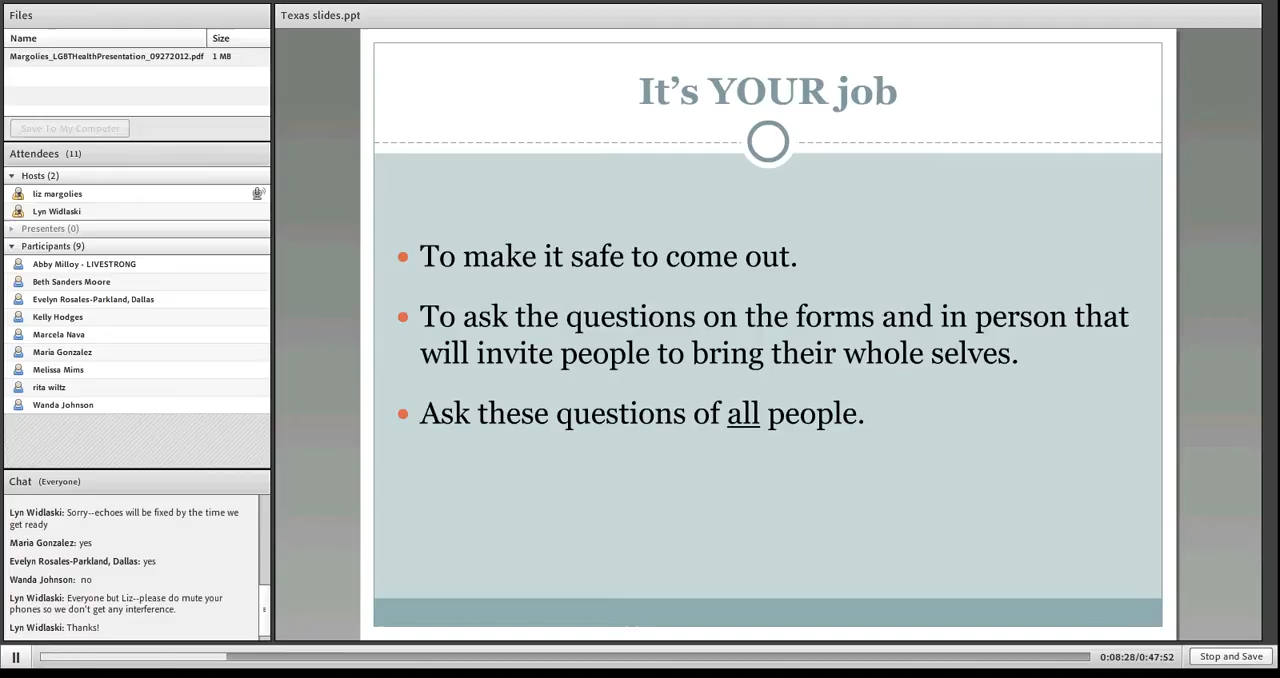 Files
Name Size
Margolies_LGBTHealthPresentation_09272012.pdf 1 MB
Save To My Computer
Attendees (11)
Hosts (2)
liz margolies
Lyn Widlaski
Presenters (0)
Participants (9)
Abby Milloy - LIVESTRONG
Beth Sanders Moore
Evelyn Rosales-Parkland, Dallas
Kelly Hodges
Marcela Nava
Maria Gonzalez
Melissa Mims
rita wiltz
Wanda Johnson
Chat (Everyone)
Lyn Widlaski: Sorry--echoes will be fixed by the time we
get ready
Maria Gonzalez: yes
Evelyn Rosales-Parkland, Dallas: yes
Wanda Johnson: no
Lyn Widlaski: Everyone but Liz--please do mute your
phones so we don't get any interference.
Lyn Widlaski: Thanks!
Texas slides.ppt
It's YOUR job
To make it safe to come out.
To ask the questions on the forms and in person that
will invite people to bring their whole selves.
Ask these questions of all people.
0:08:28/0:47:52 Stop and Save